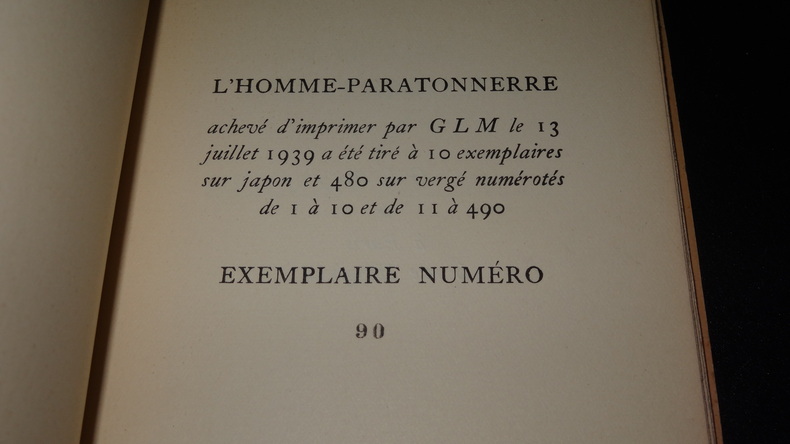 L'HOMME-PARATONNERRE
achevé d'imprimer par G L M le 13
juillet 1939 a été tiré à 10 exemplaires
sur japon et 480 sur vergé numérotés
de 1 à 10 et de 11 à 490
EXEMPLAIRE NUMÉRO
90